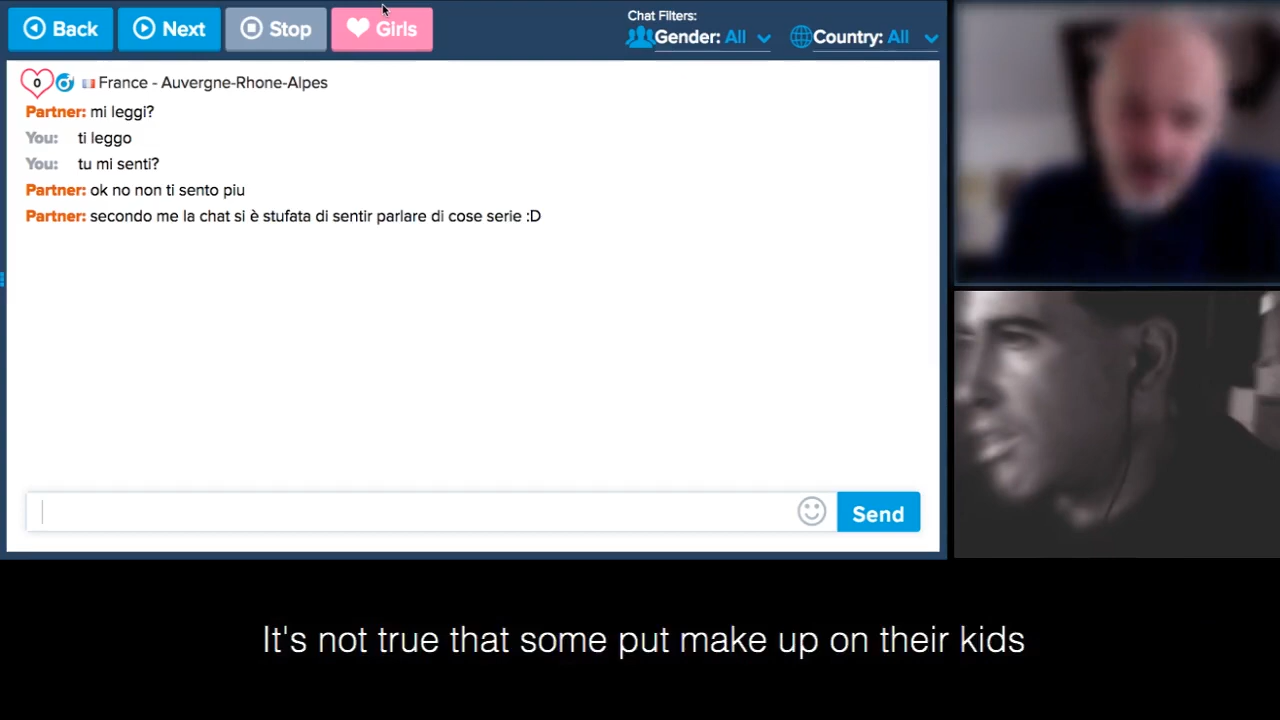 Back Next Stop Girls
Chat Filters:
Gender: All Country: All
0 France - Auvergne-Rhone-Alpes
Partner: mi leggi?
You: ti leggo
You: tu mi senti?
Partner: ok no non ti sento piu
Partner: secondo me la chat si è stufata di sentir parlare di cose serie :D
Send
It's not true that some put make up on their kids